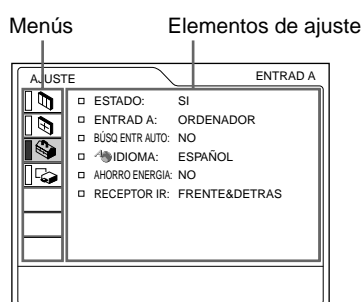 Menús Elementos de ajuste
AJUSTE ENTRAD A
ESTADO: SI
ENTRAD A: ORDENADOR
BÚSQ ENTR AUTO: NO
IDIOMA: ESPAÑOL
AHORRO ENERGIA: NO
RECEPTOR IR: FRENTE&DETRAS